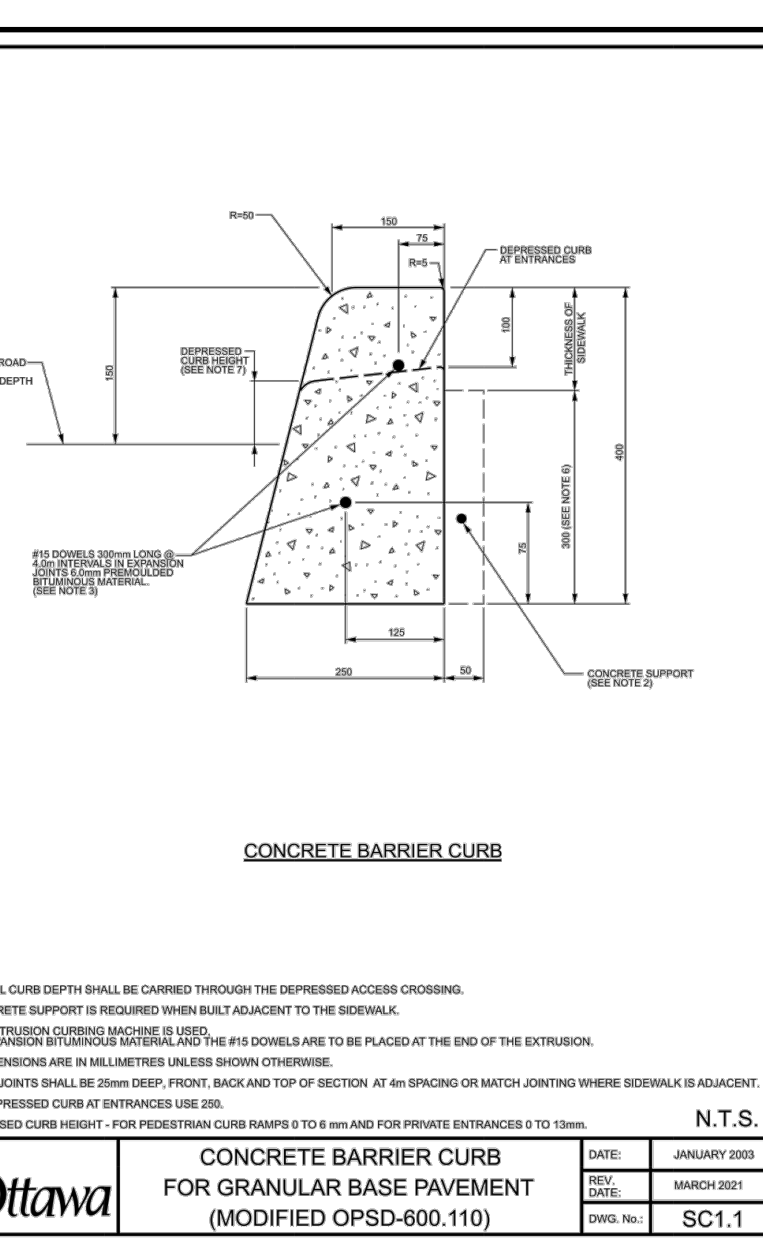 R=50
150
75
R=5
DEPRESSED CURB
AT ENTRANCES
ROAD
DEPTH
150
DEPRESSED
CURB HEIGHT
(SEE NOTE 7)
100
THICKNESS OF
SIDEWALK
400
300 (SEE NOTE 6)
75
#15 DOWELS 300mm LONG @
4.0m INTERVALS IN EXPANSION
JOINTS 6.0mm PREMOULDED
BITUMINOUS MATERIAL.
(SEE NOTE 3)
125
250
50
CONCRETE SUPPORT
(SEE NOTE 2)
CONCRETE BARRIER CURB
L CURB DEPTH SHALL BE CARRIED THROUGH THE DEPRESSED ACCESS CROSSING.
RETE SUPPORT IS REQUIRED WHEN BUILT ADJACENT TO THE SIDEWALK.
TRUSION CURBING MACHINE IS USED,
PANSION BITUMINOUS MATERIAL AND THE #15 DOWELS ARE TO BE PLACED AT THE END OF THE EXTRUSION.
ENSIONS ARE IN MILLIMETRES UNLESS SHOWN OTHERWISE.
JOINTS SHALL BE 25mm DEEP, FRONT, BACK AND TOP OF SECTION AT 4m SPACING OR MATCH JOINTING WHERE SIDEWALK IS ADJACENT.
PRESSED CURB AT ENTRANCES USE 250.
SED CURB HEIGHT - FOR PEDESTRIAN CURB RAMPS 0 TO 6 mm AND FOR PRIVATE ENTRANCES 0 TO 13mm.
N.T.S.
Ottawa
CONCRETE BARRIER CURB
FOR GRANULAR BASE PAVEMENT
(MODIFIED OPSD-600.110)
DATE: JANUARY 2003
REV. DATE: MARCH 2021
DWG. No.: SC1.1